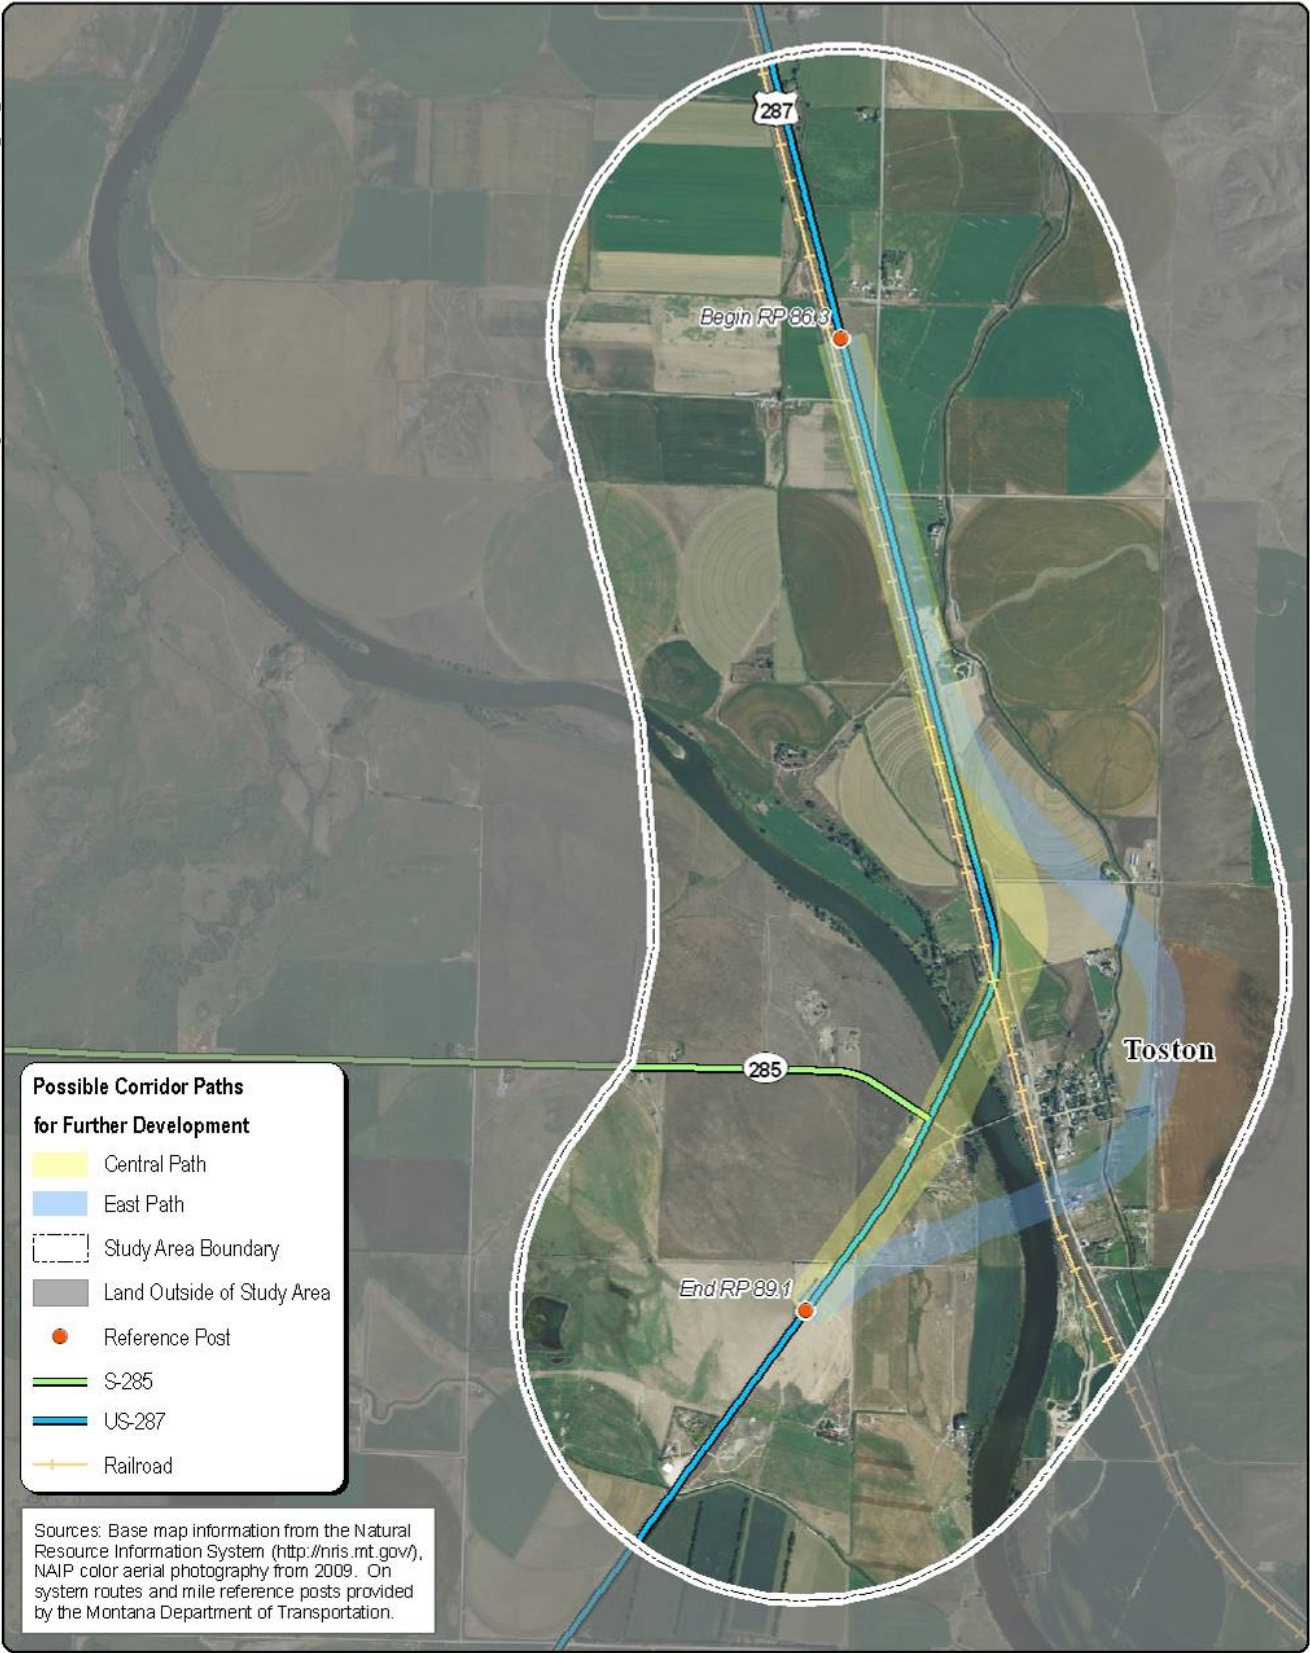 287
Begin RP 86.3
Toston
285
End RP 89.1
Possible Corridor Paths
for Further Development
Central Path
East Path
Study Area Boundary
Land Outside of Study Area
Reference Post
S-285
US-287
Railroad
Sources: Base map information from the Natural
Resource Information System (http://nris.mt.gov/),
NAIP color aerial photography from 2009. On
system routes and mile reference posts provided
by the Montana Department of Transportation.